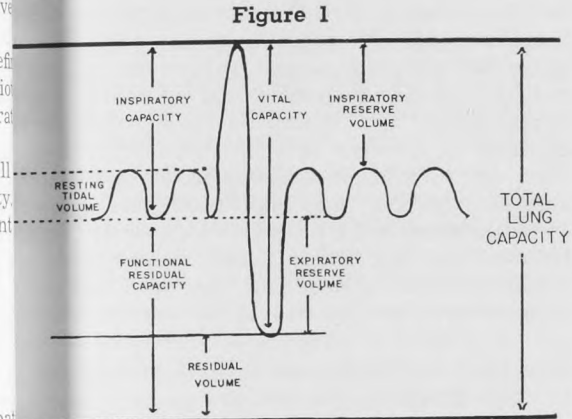 Figure 1
INSPIRATORY
CAPACITY
VITAL
CAPACITY
INSPIRATORY
RESERVE
VOLUME
RESTING
TIDAL
VOLUME
TOTAL
LUNG
CAPACITY
FUNCTIONAL
RESIDUAL
CAPACITY
EXPIRATORY
RESERVE
VOLUME
RESIDUAL
VOLUME